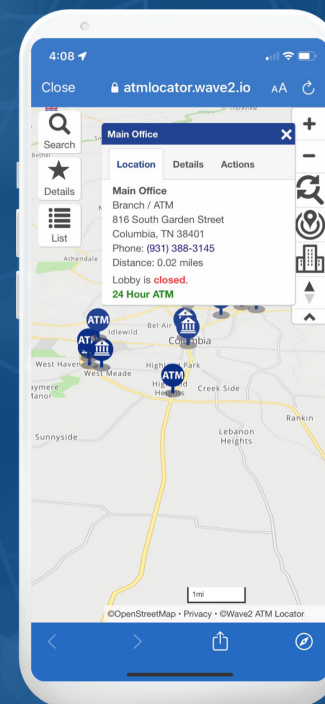 4:08
Close
atmlocator.wave2.io
AA
Search
Details
List
Main Office
Location
Details
Actions
Main Office
Branch / ATM
816 South Garden Street
Columbia, TN 38401
Phone: (931) 388-3145
Distance: 0.02 miles
Lobby is closed.
24 Hour ATM
Bethel
Athendale
ATM
Idlewild
Bel Air
West Haven
West Meade
ATM
Highland Park
Highland
Heights
Creek Side
Rankin
Sunnyside
Lebanon
Heights
1mi
©OpenStreetMap • Privacy • ©Wave2 ATM Locator